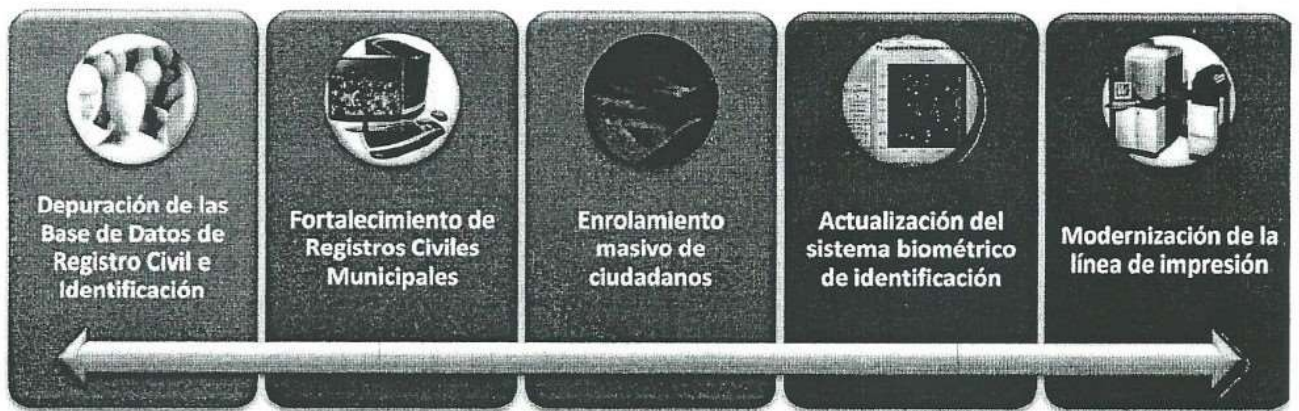 Depuración de las
Base de Datos de
Registro Civil e
Identificación
Fortalecimiento de
Registros Civiles
Municipales
Enrolamiento
masivo de
ciudadanos
Actualización del
sistema biométrico
de identificación
Modernización de la
línea de impresión